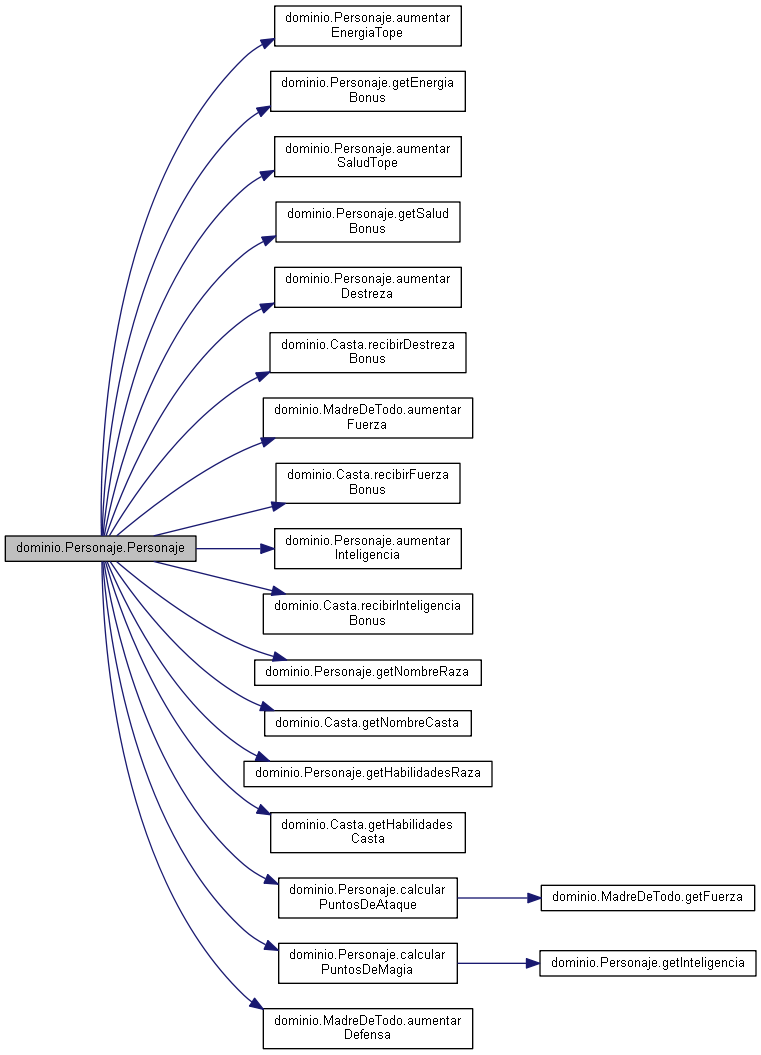 dominio.Personaje.aumentar
EnergiaTope
dominio.Personaje.getEnergia
Bonus
dominio.Personaje.aumentar
SaludTope
dominio.Personaje.getSalud
Bonus
dominio.Personaje.aumentar
Destreza
dominio.Casta.recibirDestreza
Bonus
dominio.MadreDeTodo.aumentar
Fuerza
dominio.Casta.recibirFuerza
Bonus
dominio.Personaje.Personaje
dominio.Personaje.aumentar
Inteligencia
dominio.Casta.recibirInteligencia
Bonus
dominio.Personaje.getNombreRaza
dominio.Casta.getNombreCasta
dominio.Personaje.getHabilidadesRaza
dominio.Casta.getHabilidades
Casta
dominio.Personaje.calcular
PuntosDeAtaque
dominio.MadreDeTodo.getFuerza
dominio.Personaje.calcular
PuntosDeMagia
dominio.Personaje.getInteligencia
dominio.MadreDeTodo.aumentar
Defensa